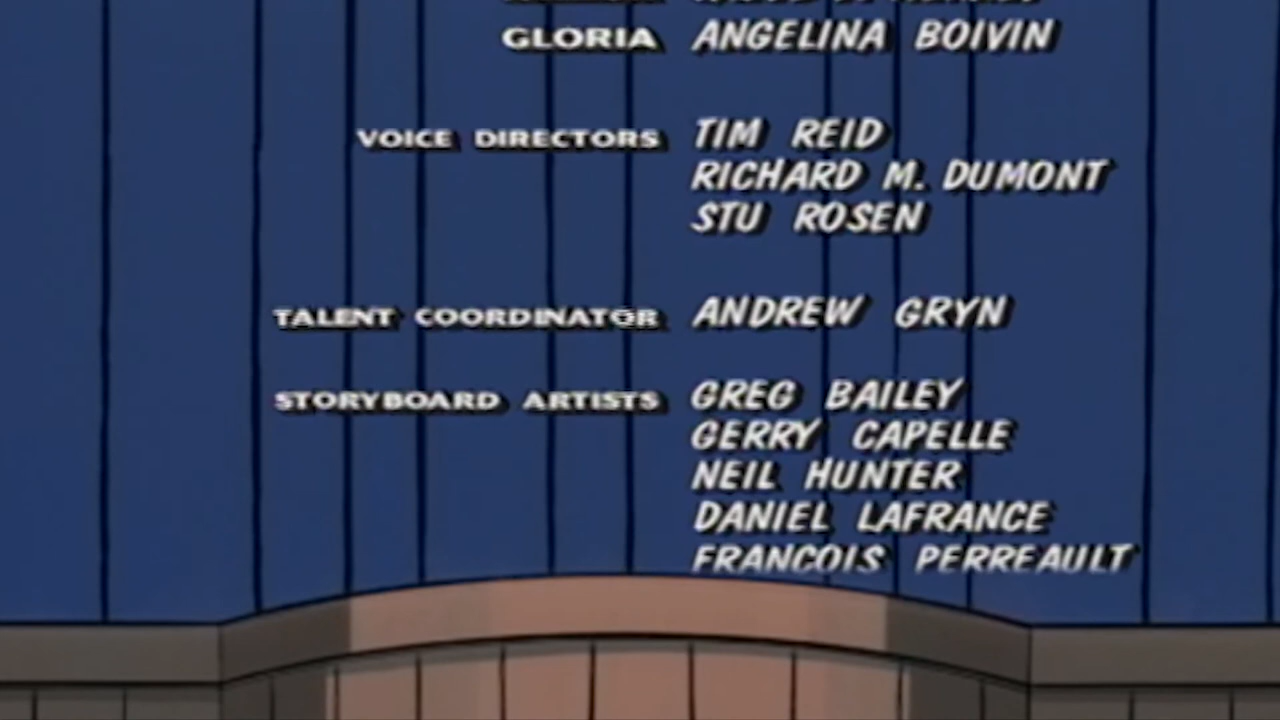 GLORIA ANGELINA BOIVIN
VOICE DIRECTORS TIM REID
RICHARD M. DUMONT
STU ROSEN
TALENT COORDINATOR ANDREW GRYN
STORYBOARD ARTISTS GREG BAILEY
GERRY CAPELLE
NEIL HUNTER
DANIEL LAFRANCE
FRANCOIS PERREAULT